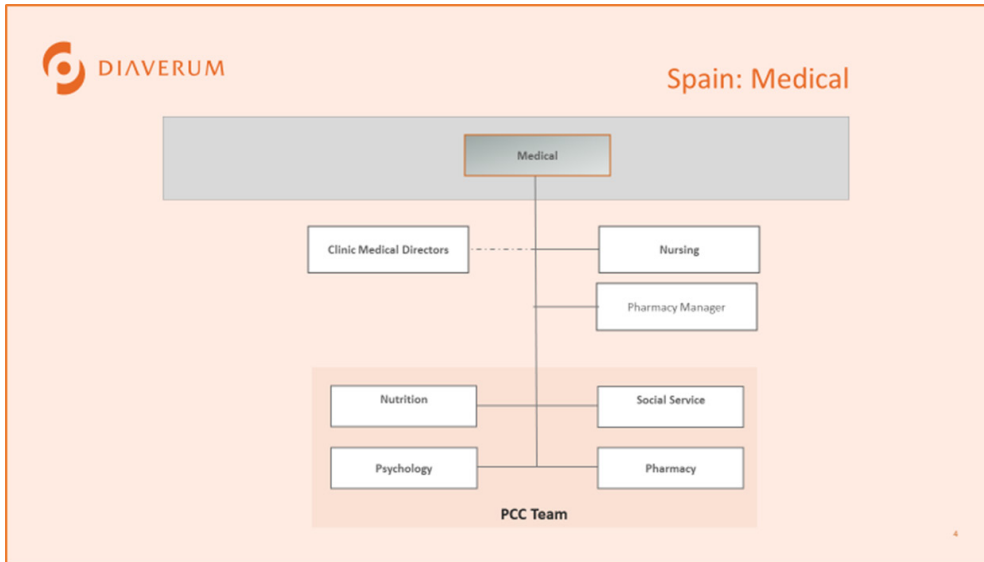 DIAVERUM
Spain: Medical
Medical
Clinic Medical Directors
Nursing
Pharmacy Manager
Nutrition
Social Service
Psychology
Pharmacy
PCC Team
4